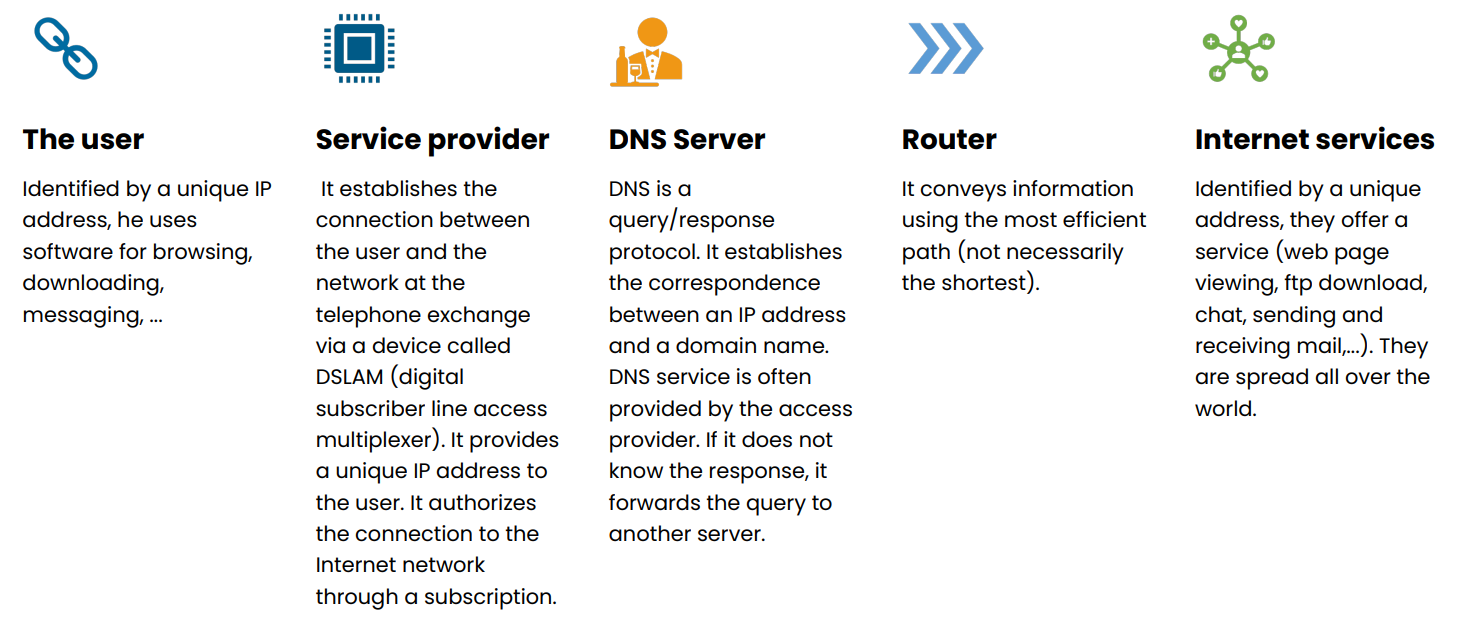 The user
Identified by a unique IP
address, he uses
software for browsing,
downloading,
messaging, ...
Service provider
It establishes the
connection between
the user and the
network at the
telephone exchange
via a device called
DSLAM (digital
subscriber line access
multiplexer). It provides
a unique IP address to
the user. It authorizes
the connection to the
Internet network
through a subscription.
DNS Server
DNS is a
query/response
protocol. It establishes
the correspondence
between an IP address
and a domain name.
DNS service is often
provided by the access
provider. If it does not
know the response, it
forwards the query to
another server.
Router
It conveys information
using the most efficient
path (not necessarily
the shortest).
Internet services
Identified by a unique
address, they offer a
service (web page
viewing, ftp download,
chat, sending and
receiving mail,...). They
are spread all over the
world.